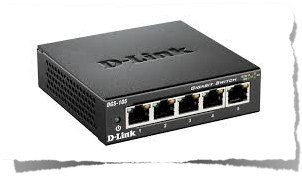 D-Link
GIGABIT SWITCH
DGS-105
D-Link
1 2 3 4 5